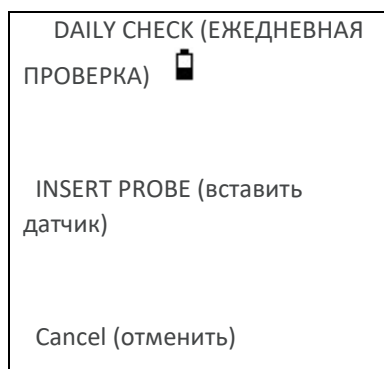 DAILY CHECK (ЕЖЕДНЕВНАЯ
ПРОВЕРКА)
INSERT PROBE (вставить
датчик)
Cancel (отменить)